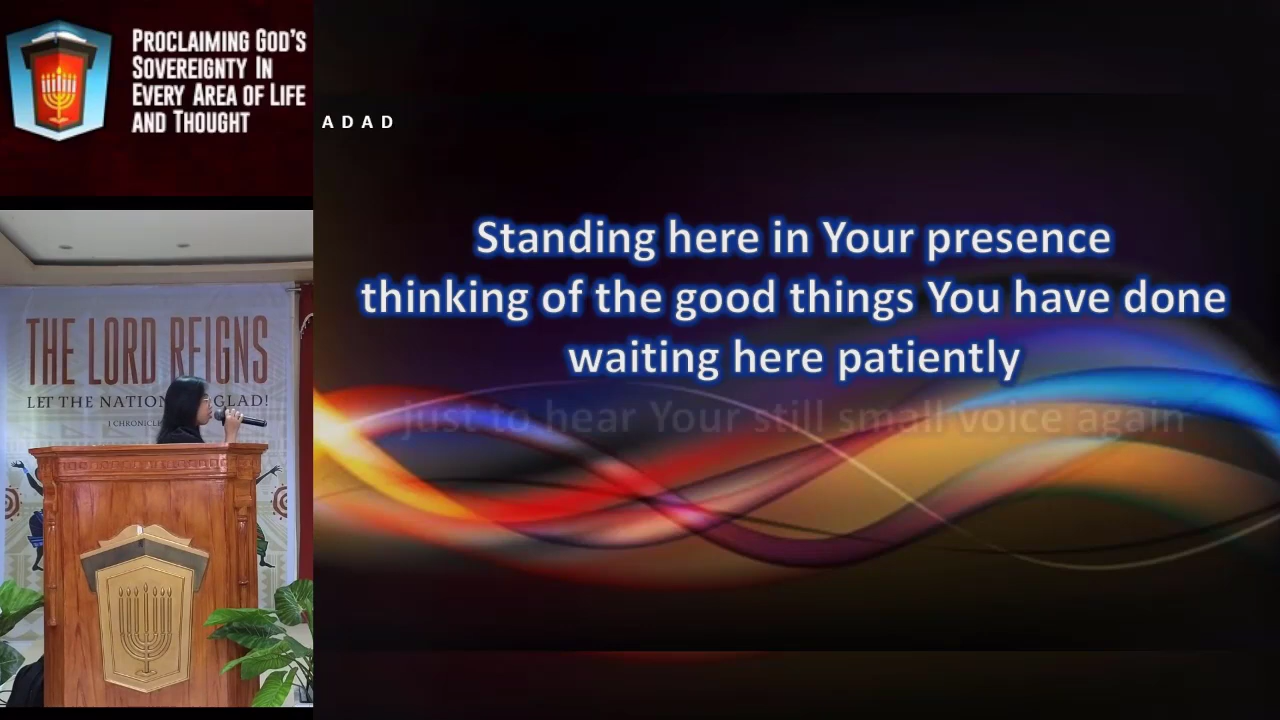 PROCLAIMING GOD'S
SOVEREIGNTY IN
EVERY AREA OF LIFE
AND THOUGHT
ADAD
Standing here in Your presence
thinking of the good things You have done
waiting here patiently
just to hear Your still small voice again
THE LORD REIGNS
LET THE NATION GLAD!
I CHRONICLE